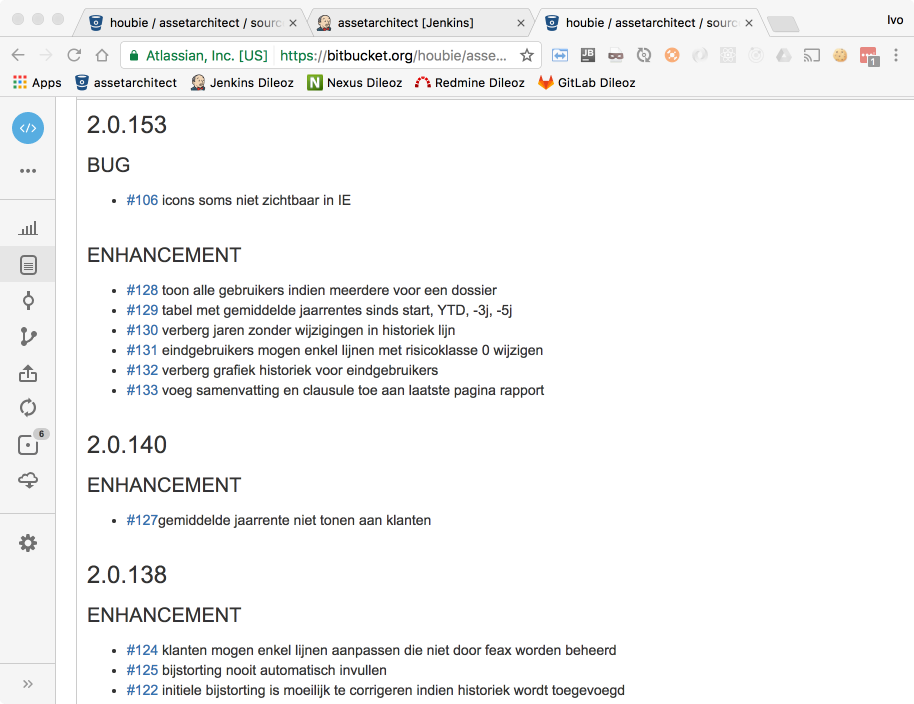 houbie / assetarchitect / sourc
assetarchitect [Jenkins]
houbie / assetarchitect / sourc
Ivo
Atlassian, Inc. [US]
https://bitbucket.org/houbie/asse...
JB
1
Apps
assetarchitect
Jenkins Dileoz
N
Nexus Dileoz
Redmine Dileoz
GitLab Dileoz
2.0.153
BUG
• #106 icons soms niet zichtbaar in IE
ENHANCEMENT
• #128 toon alle gebruikers indien meerdere voor een dossier
• #129 tabel met gemiddelde jaarrentes sinds start, YTD, -3j, -5j
• #130 verberg jaren zonder wijzigingen in historiek lijn
• #131 eindgebruikers mogen enkel lijnen met risicoklasse 0 wijzigen
• #132 verberg grafiek historiek voor eindgebruikers
• #133 voeg samenvatting en clausule toe aan laatste pagina rapport
6
2.0.140
ENHANCEMENT
• #127gemiddelde jaarrente niet tonen aan klanten
2.0.138
ENHANCEMENT
• #124 klanten mogen enkel lijnen aanpassen die niet door feax worden beheerd
• #125 bijstorting nooit automatisch invullen
• #122 initiele bijstorting is moeilijk te corrigeren indien historiek wordt toegevoegd